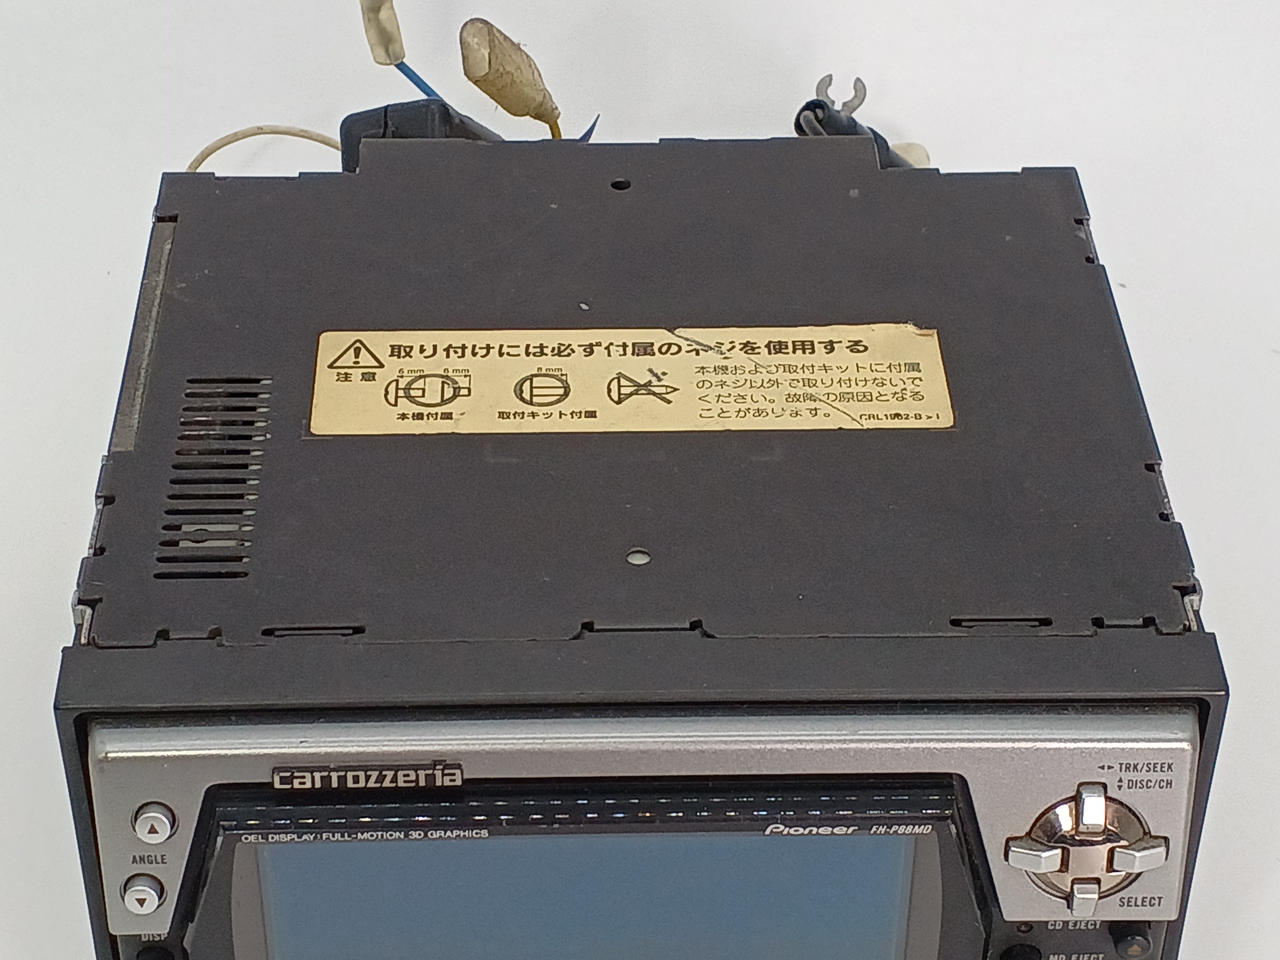 取り付けには必ず付属のネジを使用する
注意
6mm 6mm
8mm
本機付属
取付キット付属
本機および取付キットに付属
のネジ以外で取り付けないで
ください。故障の原因となる
ことがあります。
CRL1962-B>I
carrozzeria
OEL DISPLAY: FULL-MOTION 3D GRAPHICS
Pioneer FH-P88MD
ANGLE
DISP
◄► TRK/SEEK
▲▼ DISC/CH
SELECT
CD EJECT
MD EJECT